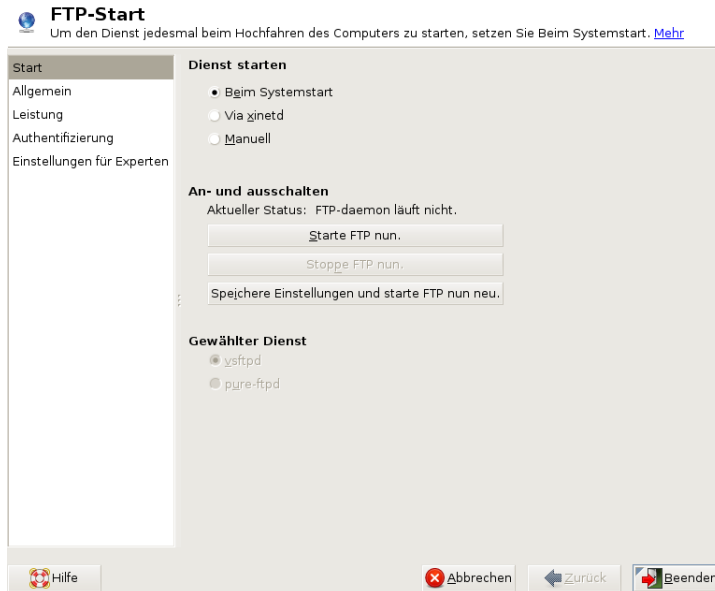 FTP-Start
Um den Dienst jedesmal beim Hochfahren des Computers zu starten, setzen Sie Beim Systemstart. Mehr
Start
Allgemein
Leistung
Authentifizierung
Einstellungen für Experten
Dienst starten
Beim Systemstart
Via xinetd
Manuell
An- und ausschalten
Aktueller Status: FTP-daemon läuft nicht.
Starte FTP nun.
Stoppe FTP nun.
Speichere Einstellungen und starte FTP nun neu.
Gewählter Dienst
vsftpd
pure-ftpd
Hilfe
Abbrechen
Zurück
Beenden